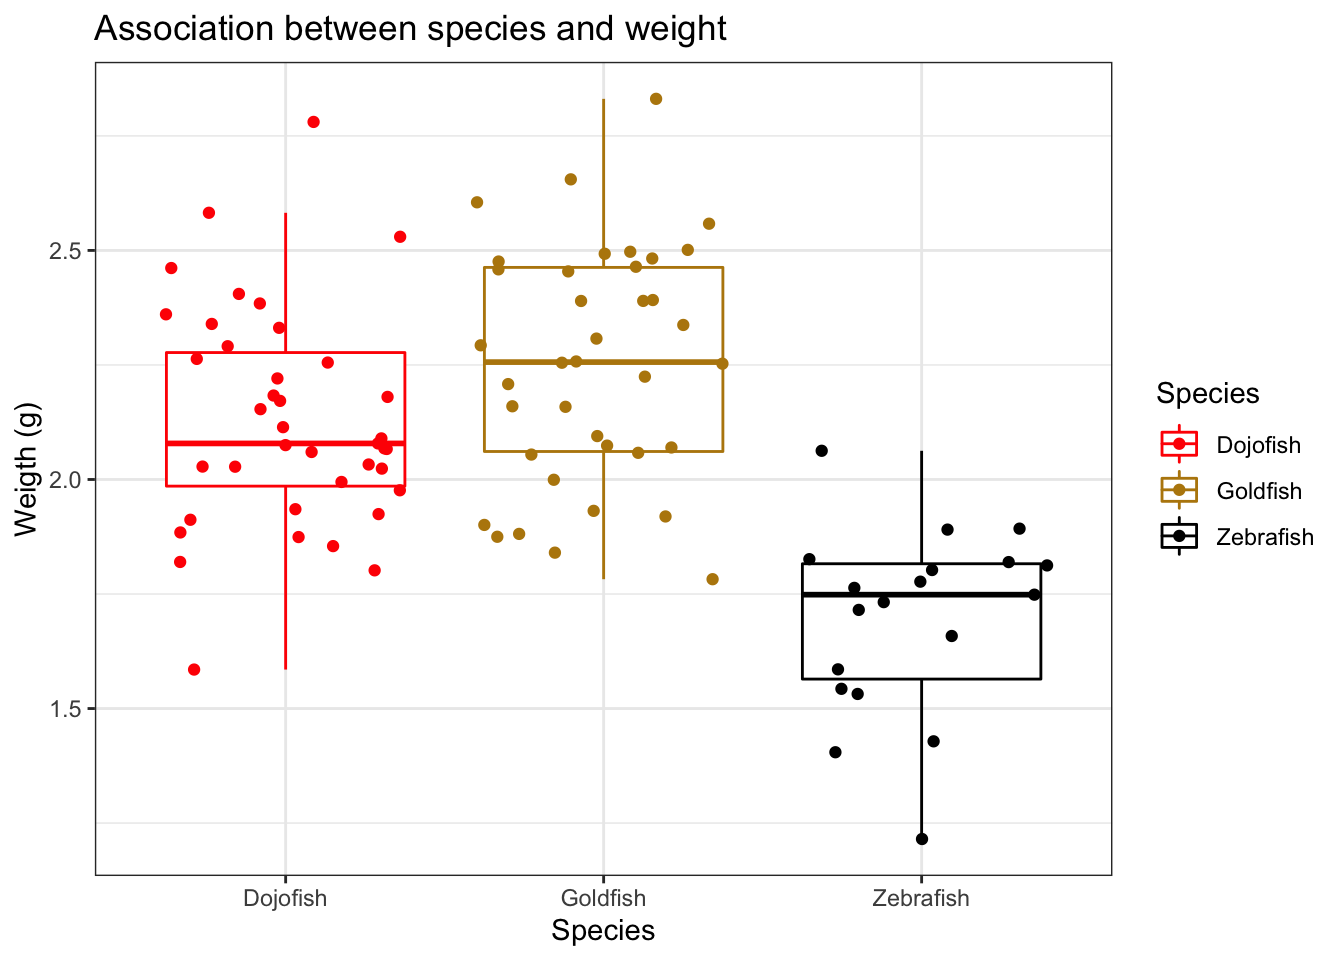 Association between species and weight
Weigth (g)
2.5
2.0
1.5
Dojofish
Goldfish
Zebrafish
Species
Species
Dojofish
Goldfish
Zebrafish